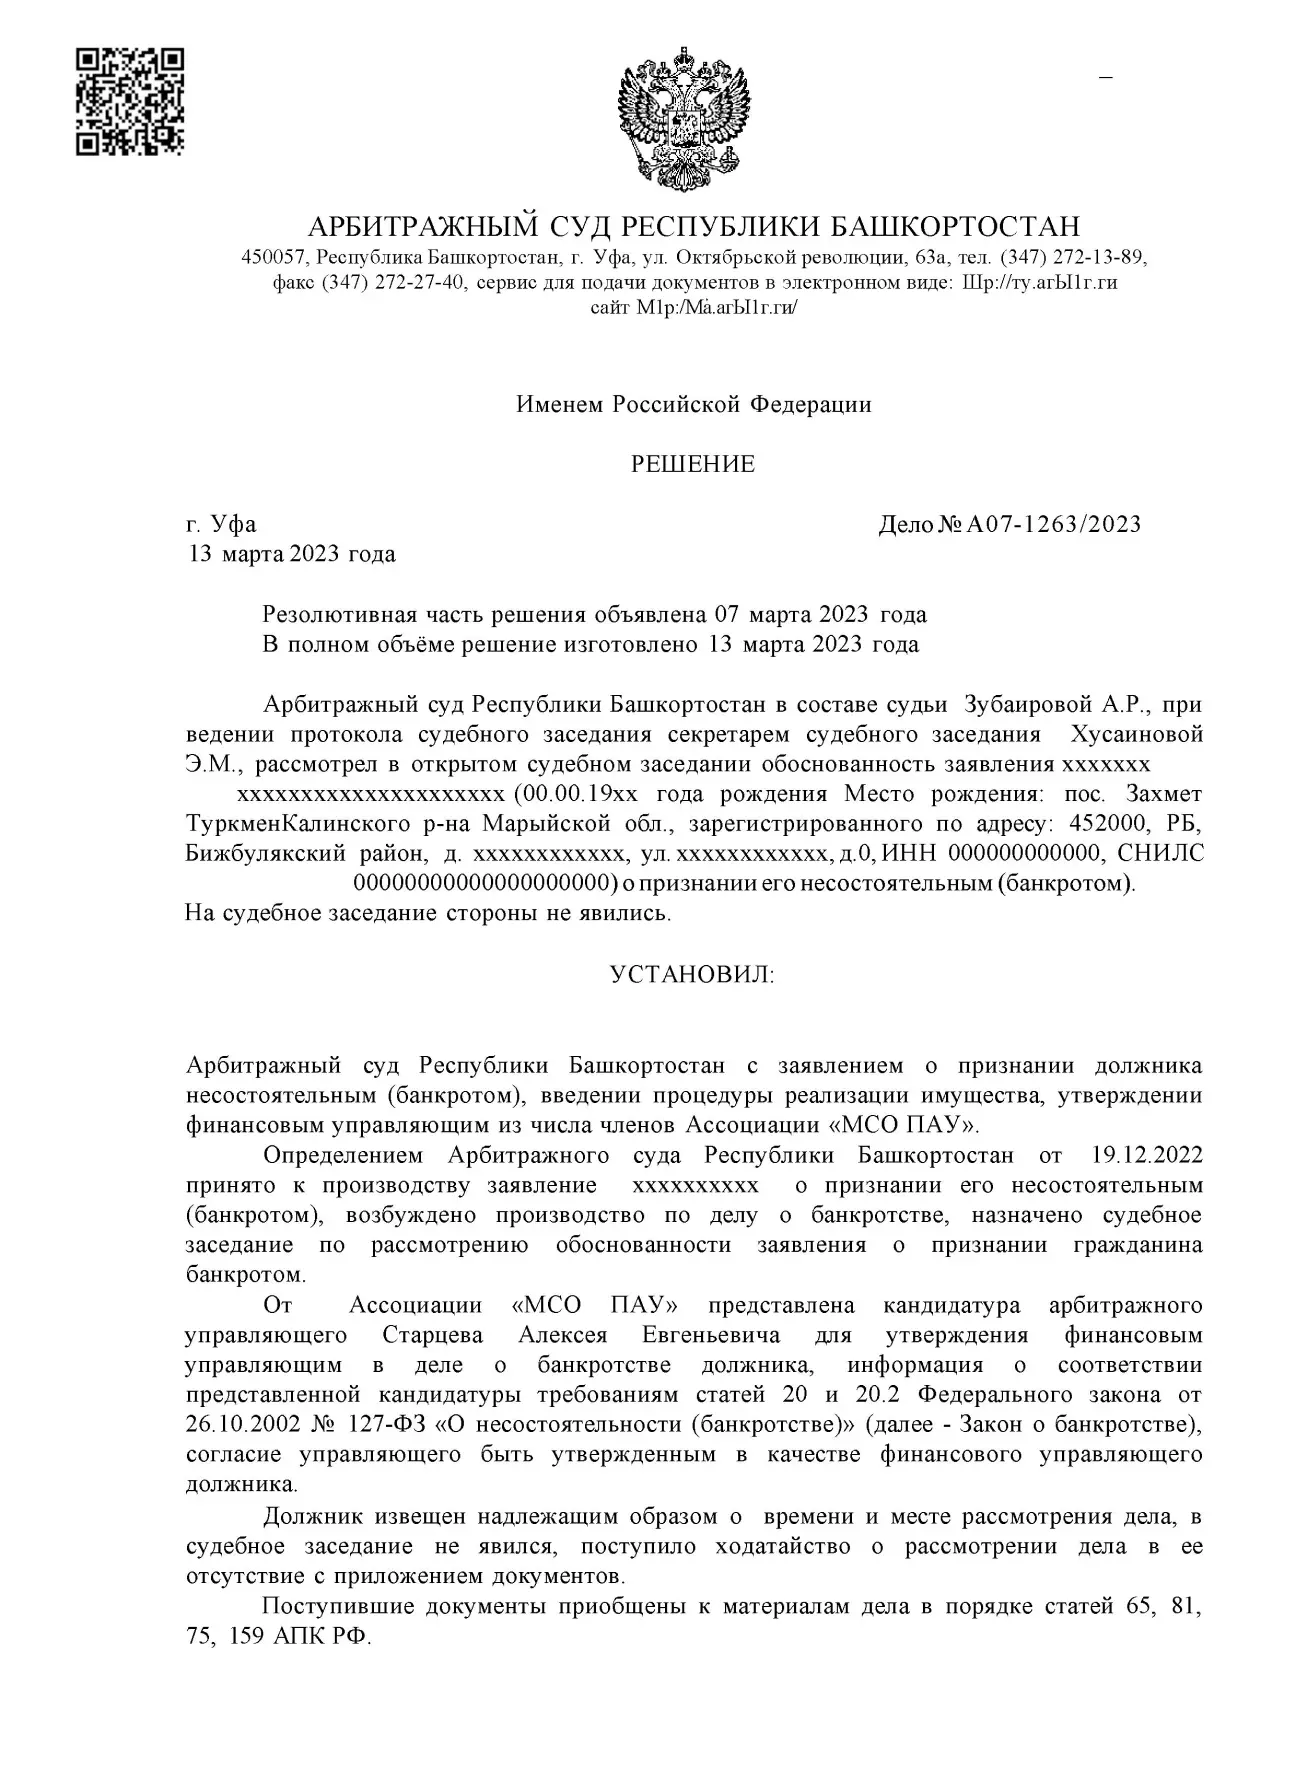 АРБИТРАЖНЫЙ СУД РЕСПУБЛИКИ БАШКОРТОСТАН
450057, Республика Башкортостан, г. Уфа, ул. Октябрьской революции, 63а, тел. (347) 272-13-89,
факс (347) 272-27-40, сервис для подачи документов в электронном виде: Шр://ту.агЫ1г.ги
сайт М1р:/Ма̀.агЫ1г.ги/
Именем Российской Федерации
РЕШЕНИЕ
г. Уфа Дело № А07-1263/2023
13 марта 2023 года
Резолютивная часть решения объявлена 07 марта 2023 года
В полном объёме решение изготовлено 13 марта 2023 года
Арбитражный суд Республики Башкортостан в составе судьи Зубаировой А.Р., при
ведении протокола судебного заседания секретарем судебного заседания Хусаиновой
Э.М., рассмотрел в открытом судебном заседании обоснованность заявления ххххххх
ххххххххххххххххххххх (00.00.19хх года рождения Место рождения: пос. Захмет
ТуркменКалинского р-на Марыйской обл., зарегистрированного по адресу: 452000, РБ,
Бижбулякский район, д. хххххххххххх, ул. хххххххххххх, д.0, ИНН 000000000000, СНИЛС
00000000000000000000) о признании его несостоятельным (банкротом).
На судебное заседание стороны не явились.
УСТАНОВИЛ:
Арбитражный суд Республики Башкортостан с заявлением о признании должника
несостоятельным (банкротом), введении процедуры реализации имущества, утверждении
финансовым управляющим из числа членов Ассоциации «МСО ПАУ».
Определением Арбитражного суда Республики Башкортостан от 19.12.2022
принято к производству заявление хххххххххх о признании его несостоятельным
(банкротом), возбуждено производство по делу о банкротстве, назначено судебное
заседание по рассмотрению обоснованности заявления о признании гражданина
банкротом.
От Ассоциации «МСО ПАУ» представлена кандидатура арбитражного
управляющего Старцева Алексея Евгеньевича для утверждения финансовым
управляющим в деле о банкротстве должника, информация о соответствии
представленной кандидатуры требованиям статей 20 и 20.2 Федерального закона от
26.10.2002 № 127-ФЗ «О несостоятельности (банкротстве)» (далее - Закон о банкротстве),
согласие управляющего быть утвержденным в качестве финансового управляющего
должника.
Должник извещен надлежащим образом о времени и месте рассмотрения дела, в
судебное заседание не явился, поступило ходатайство о рассмотрении дела в ее
отсутствие с приложением документов.
Поступившие документы приобщены к материалам дела в порядке статей 65, 81,
75, 159 АПК РФ.